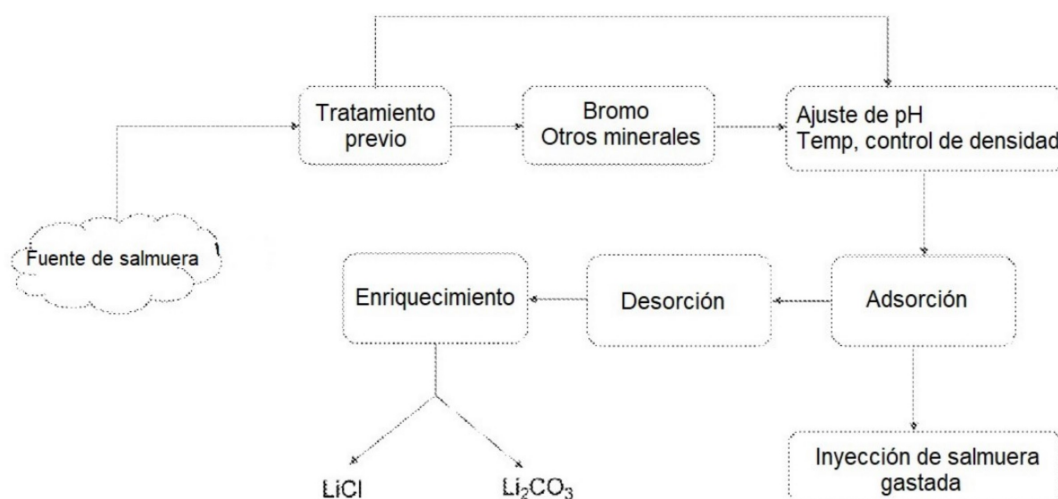 Tratamiento
previo
Bromo
Otros minerales
Ajuste de pH
Temp, control de densidad
Fuente de salmuera
Enriquecimiento
Desorción
Adsorción
Inyección de salmuera
gastada
LiCl
Li₂CO₃